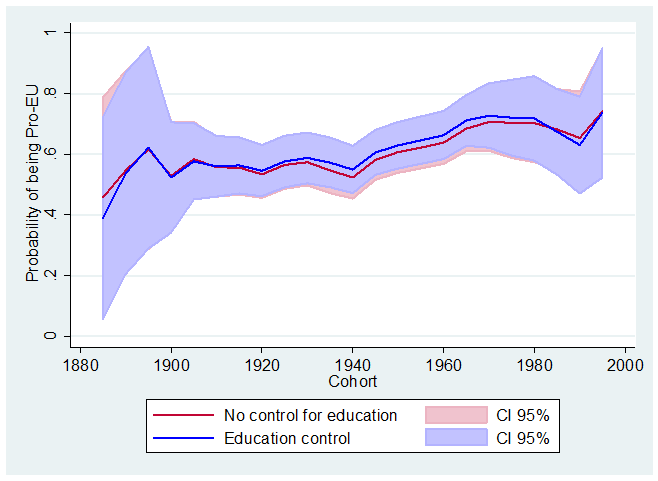 Probability of being Pro-EU
1
.8
.6
.4
.2
0
1880 1900 1920 1940 1960 1980 2000
Cohort
No control for education CI 95%
Education control CI 95%